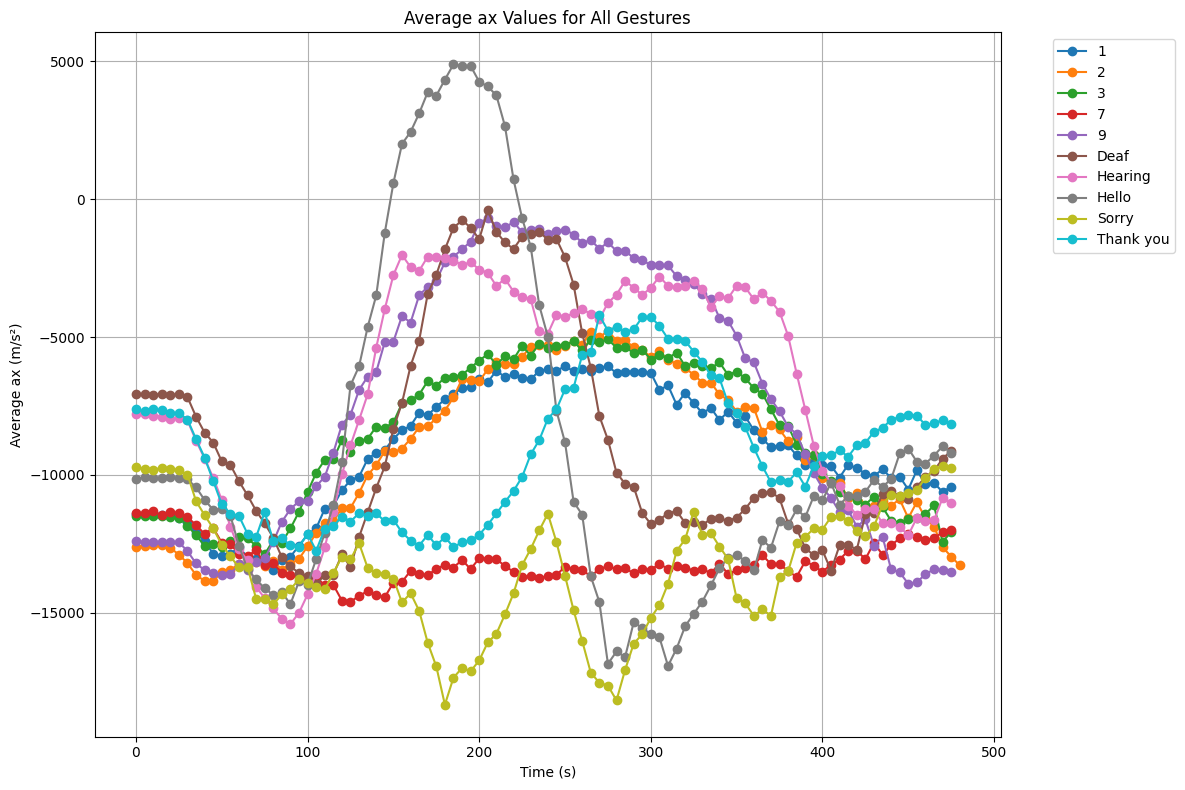 Average ax Values for All Gestures
Average ax (m/s²)
5000
0
−5000
−10000
−15000
0
100
200
300
400
500
Time (s)
1
2
3
7
9
Deaf
Hearing
Hello
Sorry
Thank you